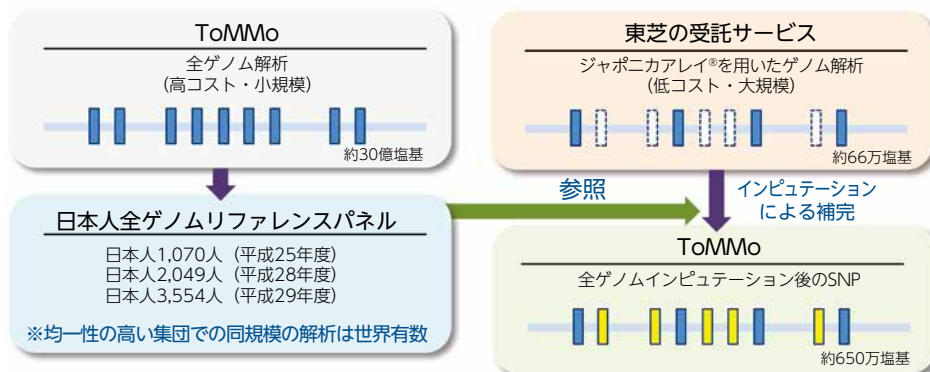 ToMMo
全ゲノム解析
(高コスト・小規模)
約30億塩基
日本人全ゲノムリファレンスパネル
日本人1,070人（平成25年度）
日本人2,049人（平成28年度）
日本人3,554人（平成29年度）
※均一性の高い集団での同規模の解析は世界有数
東芝の受託サービス
ジャポニカアレイ®を用いたゲノム解析
(低コスト・大規模)
約66万塩基
参照
インピュテーション
による補完
ToMMo
全ゲノムインピュテーション後のSNP
約650万塩基